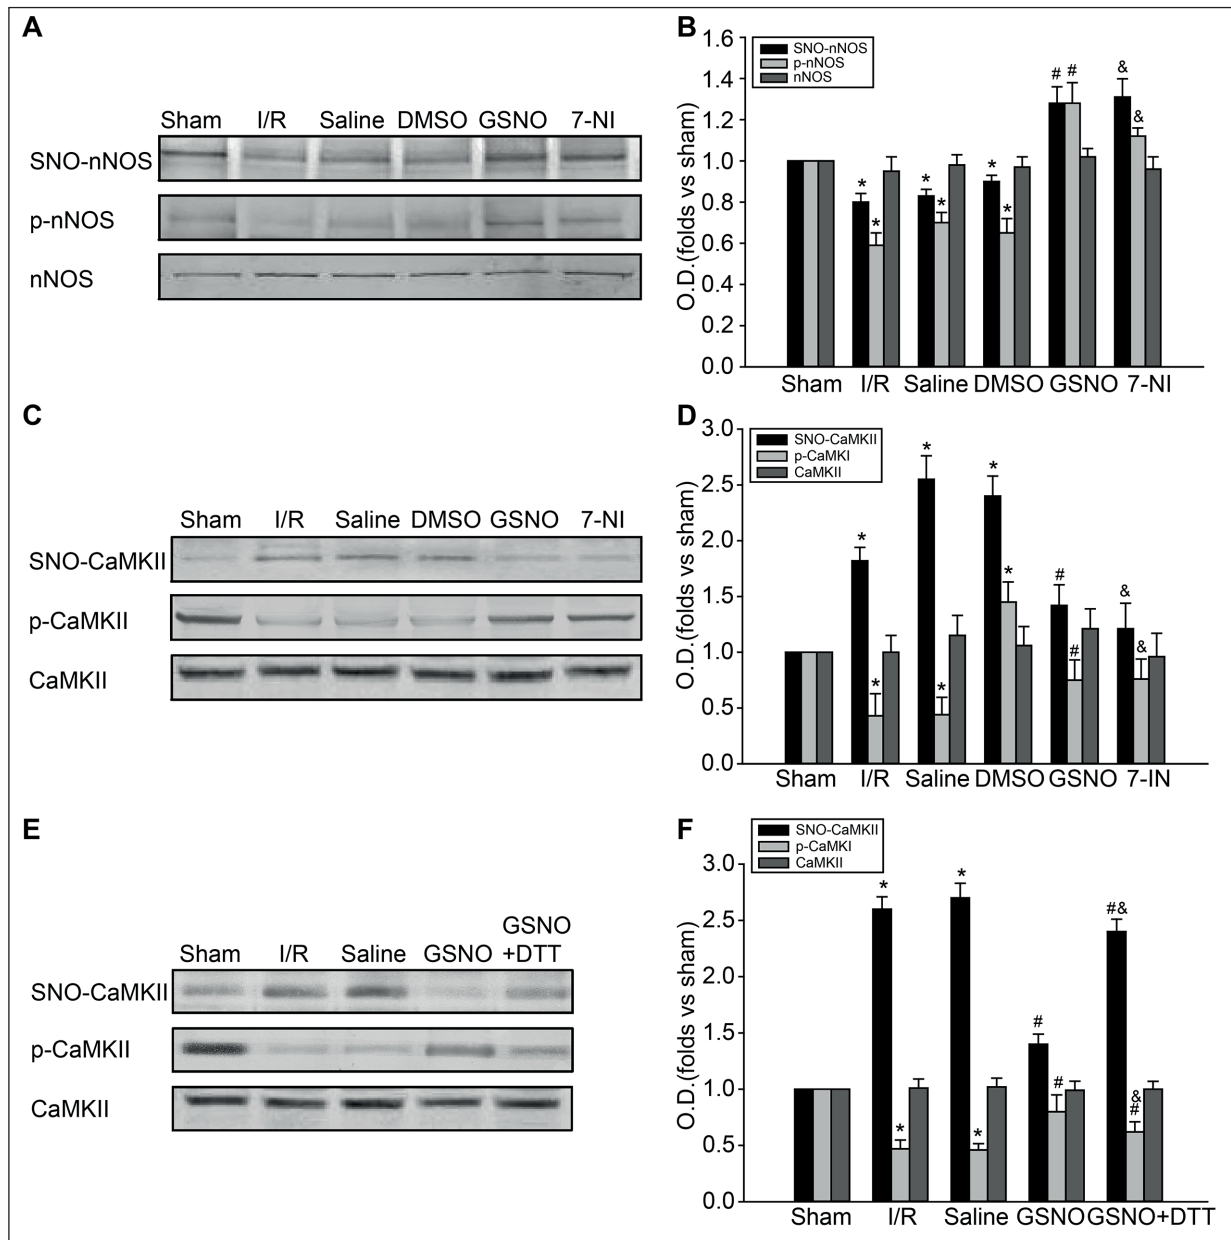 A
Sham I/R Saline DMSO GSNO 7-NI
SNO-nNOS
p-nNOS
nNOS
B
SNO-nNOS
p-nNOS
nNOS
O.D.(folds vs sham)
1.6
1.4
1.2
1.0
0.8
0.6
0.4
0.2
0.0
* * * * * * # # & &
Sham I/R Saline DMSO GSNO 7-NI
C
Sham I/R Saline DMSO GSNO 7-NI
SNO-CaMKII
p-CaMKII
CaMKII
D
SNO-CaMKII
p-CaMKI
CaMKII
O.D.(folds vs sham)
3.0
2.5
2.0
1.5
1.0
0.5
0.0
* * * * * * # # & &
Sham I/R Saline DMSO GSNO 7-IN
E
GSNO
Sham I/R Saline GSNO +DTT
SNO-CaMKII
p-CaMKII
CaMKII
F
SNO-CaMKII
p-CaMKI
CaMKII
O.D.(folds vs sham)
3.0
2.5
2.0
1.5
1.0
0.5
0.0
* * * * # # #& &
#
Sham I/R Saline GSNO GSNO+DTT